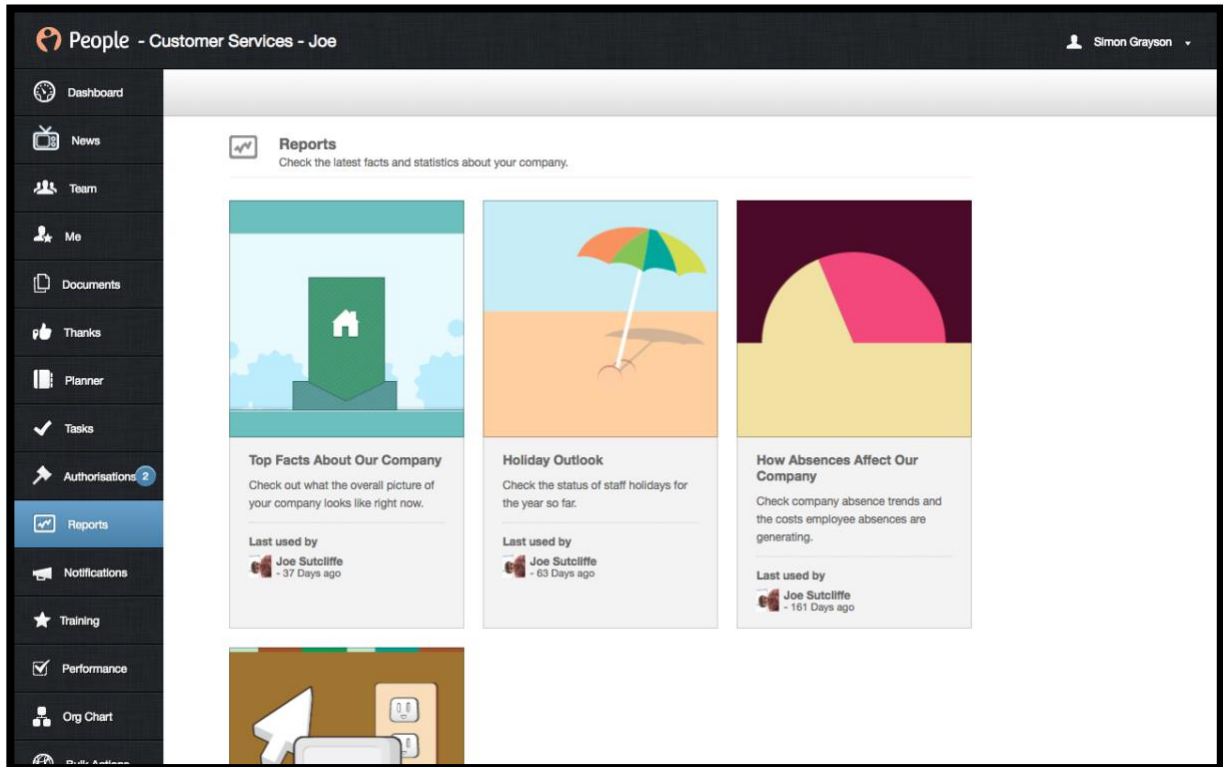 People - Customer Services - Joe
Simon Grayson
Dashboard
News
Team
Me
Documents
Thanks
Planner
Tasks
Authorisations 2
Reports
Notifications
Training
Performance
Org Chart
Bulk Actions
Reports
Check the latest facts and statistics about your company.
Top Facts About Our Company
Check out what the overall picture of
your company looks like right now.
Last used by
Joe Sutcliffe
- 37 Days ago
Holiday Outlook
Check the status of staff holidays for
the year so far.
Last used by
Joe Sutcliffe
- 63 Days ago
How Absences Affect Our
Company
Check company absence trends and
the costs employee absences are
generating.
Last used by
Joe Sutcliffe
- 161 Days ago